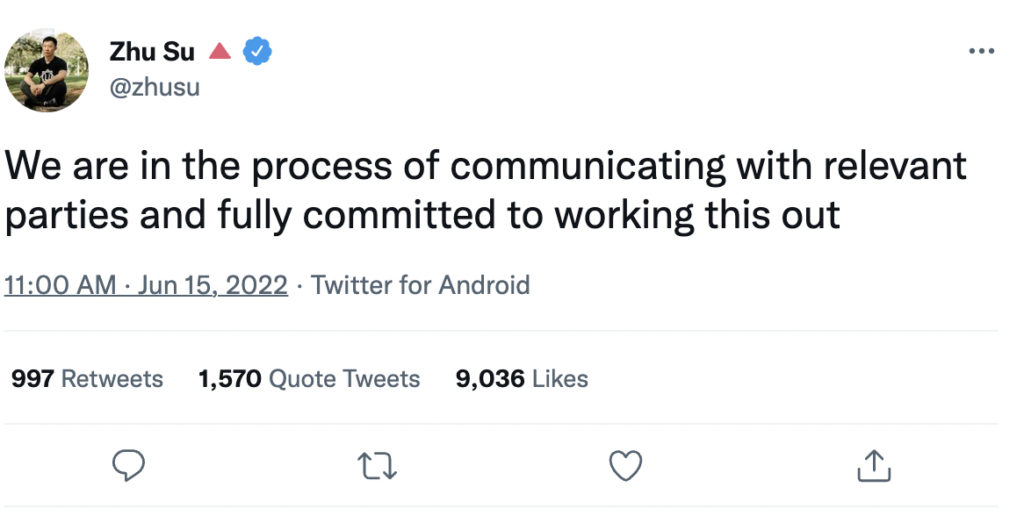 Zhu Su
@zhusu
We are in the process of communicating with relevant
parties and fully committed to working this out
11:00 AM · Jun 15, 2022 · Twitter for Android
997 Retweets 1,570 Quote Tweets 9,036 Likes